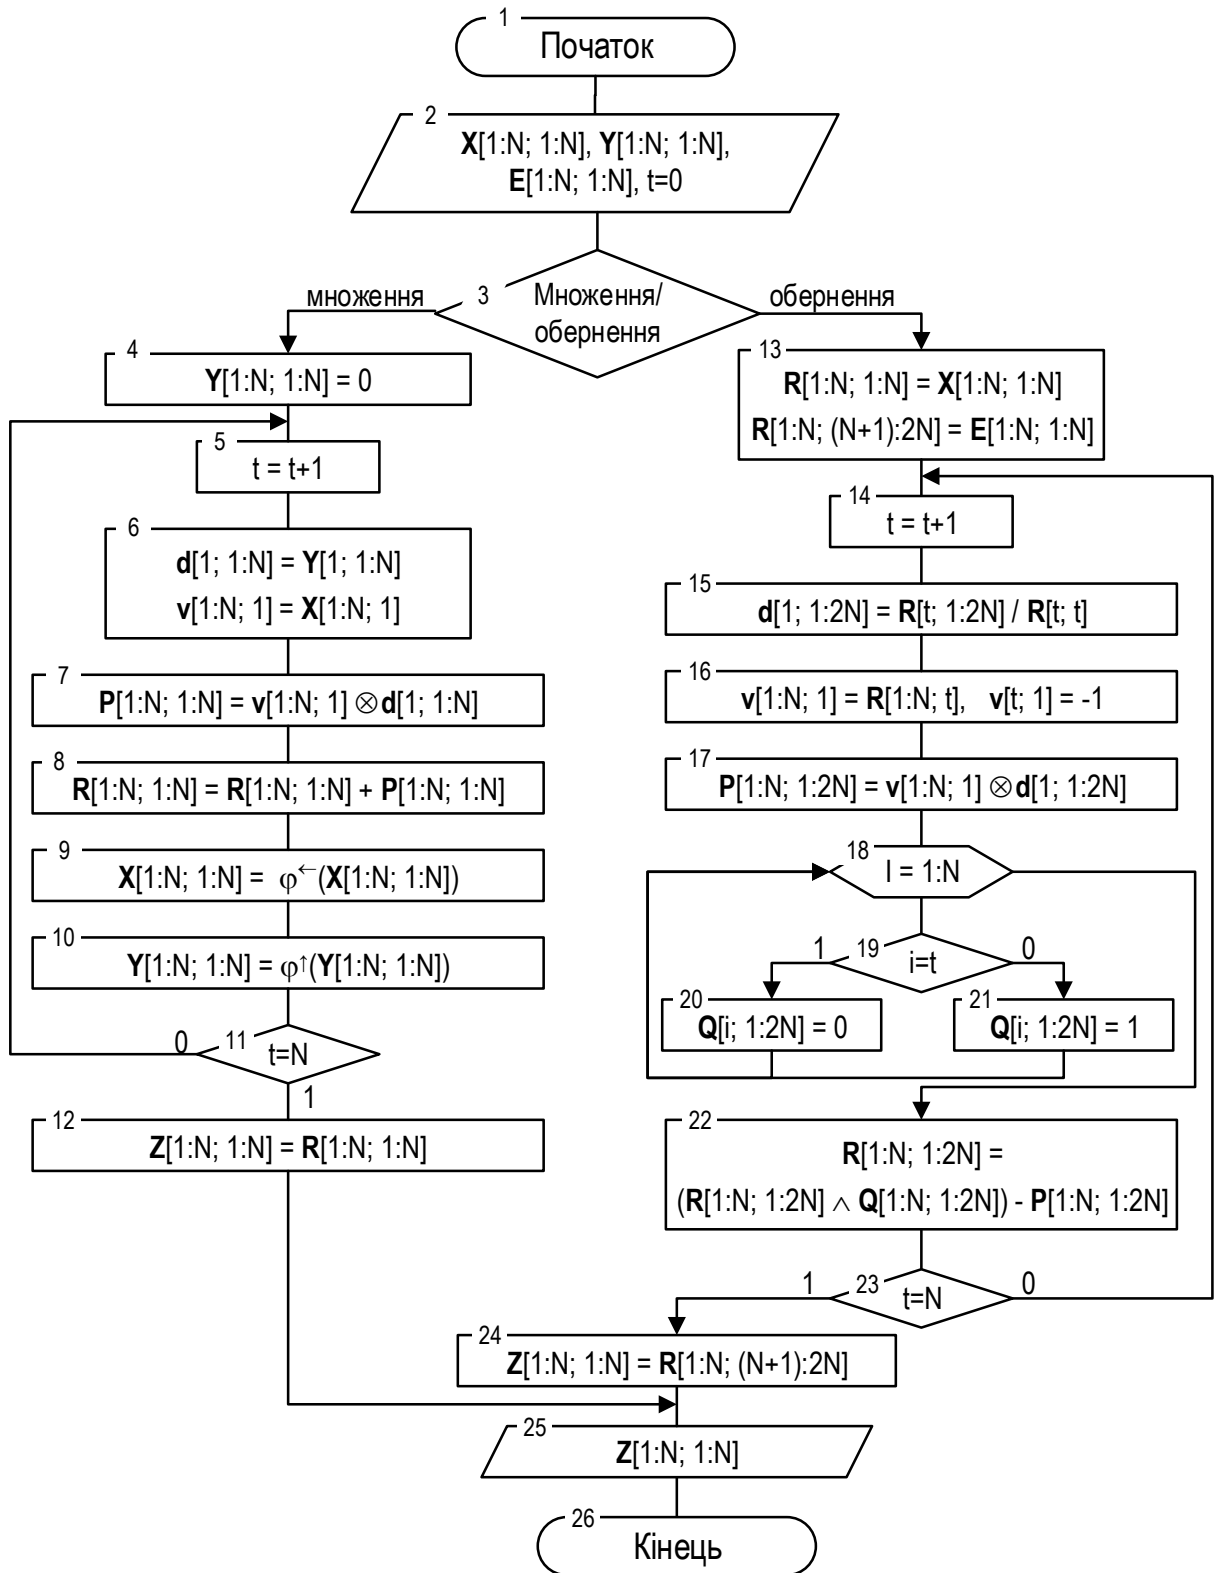 1
Початок
2
X[1:N; 1:N], Y[1:N; 1:N],
E[1:N; 1:N], t=0
3
Множення/
обернення
множення
обернення
4
Y[1:N; 1:N] = 0
5
t = t+1
6
d[1; 1:N] = Y[1; 1:N]
v[1:N; 1] = X[1:N; 1]
7
P[1:N; 1:N] = v[1:N; 1] ⊗ d[1; 1:N]
8
R[1:N; 1:N] = R[1:N; 1:N] + P[1:N; 1:N]
9
X[1:N; 1:N] = φ←(X[1:N; 1:N])
10
Y[1:N; 1:N] = φ↑(Y[1:N; 1:N])
11
t=N
0
1
12
Z[1:N; 1:N] = R[1:N; 1:N]
13
R[1:N; 1:N] = X[1:N; 1:N]
R[1:N; (N+1):2N] = E[1:N; 1:N]
14
t = t+1
15
d[1; 1:2N] = R[t; 1:2N] / R[t; t]
16
v[1:N; 1] = R[1:N; t], v[t; 1] = -1
17
P[1:N; 1:2N] = v[1:N; 1] ⊗ d[1; 1:2N]
18
I = 1:N
19
i=t
1
0
20
Q[i; 1:2N] = 0
21
Q[i; 1:2N] = 1
22
R[1:N; 1:2N] =
(R[1:N; 1:2N] ∧ Q[1:N; 1:2N]) - P[1:N; 1:2N]
23
t=N
1
0
24
Z[1:N; 1:N] = R[1:N; (N+1):2N]
25
Z[1:N; 1:N]
26
Кінець